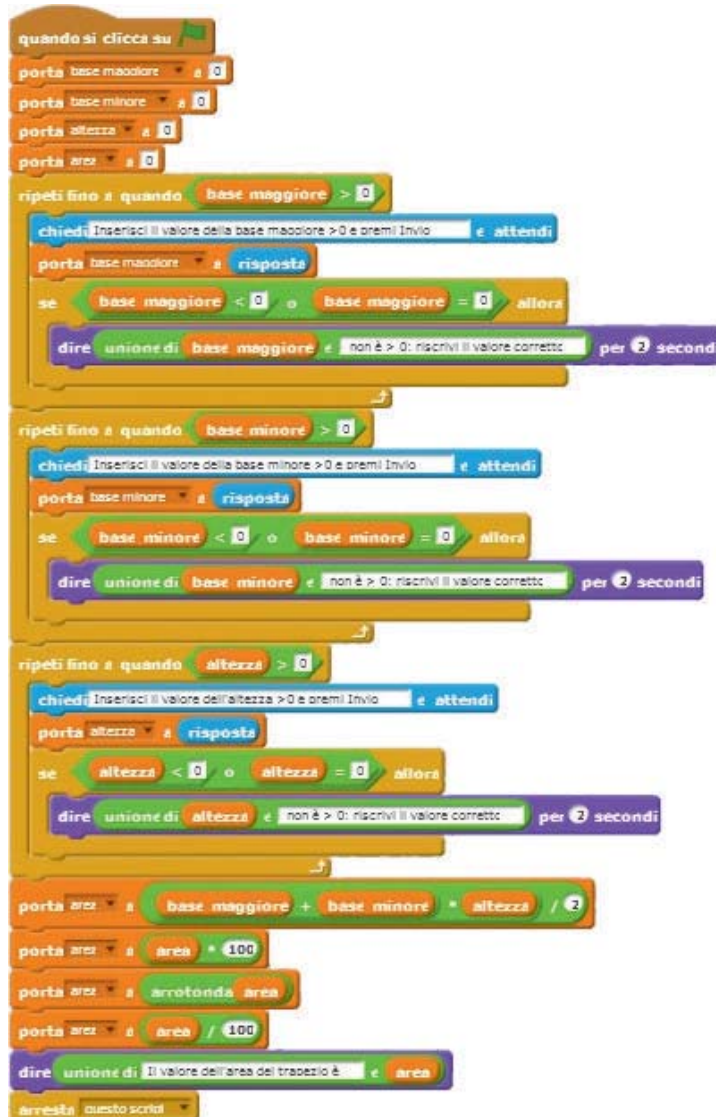 quando si clicca su
porta base maggiore a 0
porta base minore a 0
porta altezza a 0
porta area a 0
ripeti fino a quando base maggiore > 0
chiedi Inserisci il valore della base maggiore >0 e premi Invio e attendi
porta base maggiore a risposta
se base maggiore < 0 o base maggiore = 0 allora
dire unione di base maggiore e non è > 0: riscrivi il valore corretto per 2 second
ripeti fino a quando base minore > 0
chiedi Inserisci il valore della base minore >0 e premi Invio e attendi
porta base minore a risposta
se base minore < 0 o base minore = 0 allora
dire unione di base minore e non è > 0: riscrivi il valore corretto per 2 secondi
ripeti fino a quando altezza > 0
chiedi Inserisci il valore dell'altezza >0 e premi Invio e attendi
porta altezza a risposta
se altezza < 0 o altezza = 0 allora
dire unione di altezza e non è > 0: riscrivi il valore corretto per 2 secondi
porta area a base maggiore + base minore * altezza / 2
porta area a area * 100
porta area a arrotonda area
porta area a area / 100
dire unione di Il valore dell'area del trapezio è e area
arresta questo script